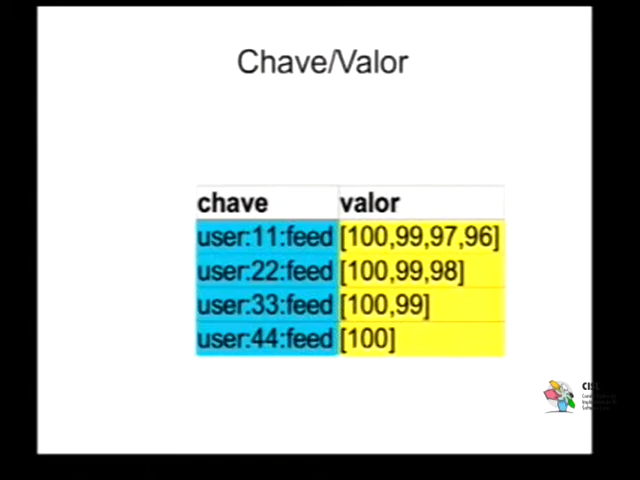 Chave/Valor
chave valor
user:11:feed [100,99,97,96]
user:22:feed [100,99,98]
user:33:feed [100,99]
user:44:feed [100]
CISL